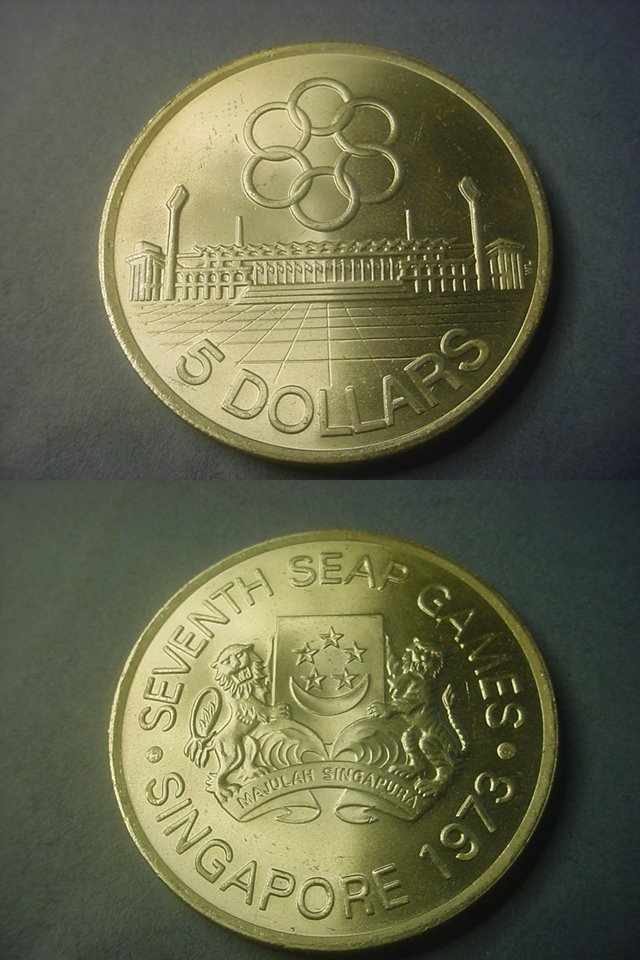 5 DOLLARS
SEVENTH SEAP GAMES
MAJULAH SINGAPURA
SINGAPORE 1973